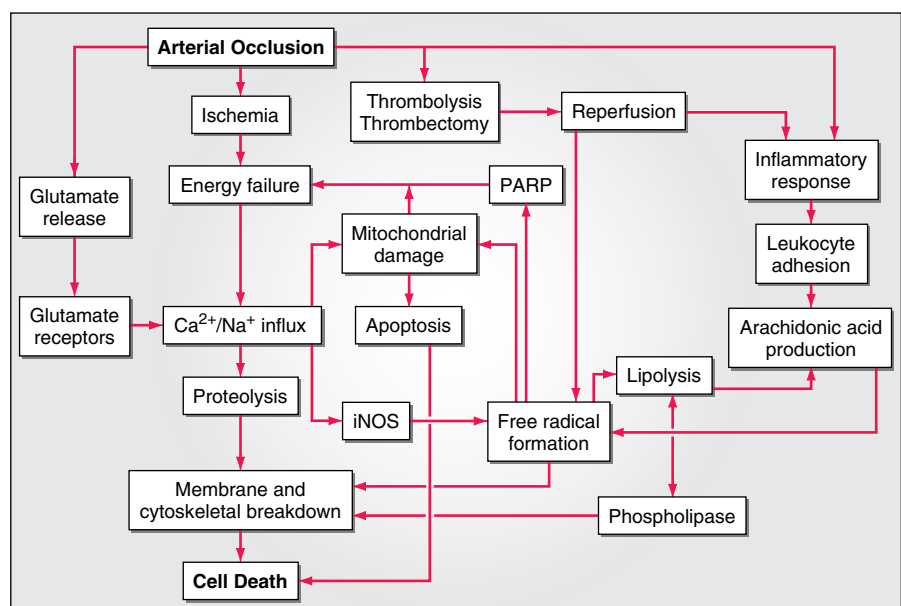 Arterial Occlusion
Ischemia
Thrombolysis
Thrombectomy
Reperfusion
Inflammatory
response
Energy failure
PARP
Glutamate
release
Mitochondrial
damage
Leukocyte
adhesion
Glutamate
receptors
Ca²⁺/Na⁺ influx
Apoptosis
Arachidonic acid
production
Proteolysis
Lipolysis
iNOS
Free radical
formation
Membrane and
cytoskeletal breakdown
Phospholipase
Cell Death